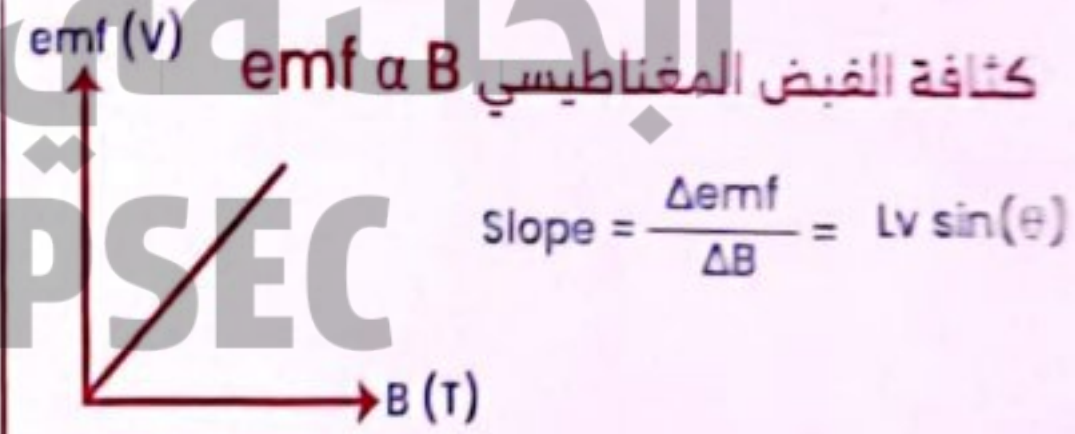 emf (V)
emf α B كثافة الفيض المغناطيسي
Slope = Δemf / ΔB = Lv sin(θ)
PSEC
B (T)